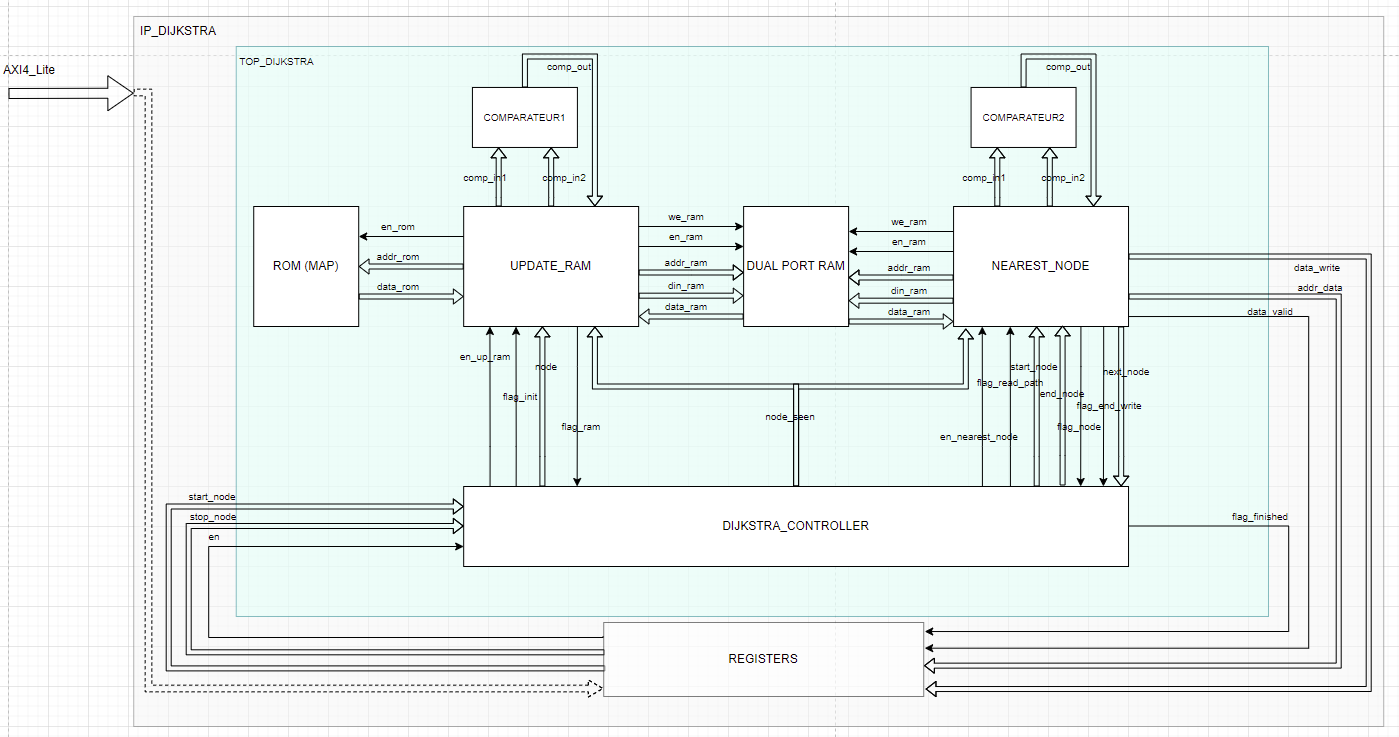 IP_DIJKSTRA
TOP_DIJKSTRA
AXI4_Lite
comp_out
comp_out
COMPARATEUR1
COMPARATEUR2
comp_in1
comp_in2
comp_in1
comp_in2
en_rom
addr_rom
data_rom
ROM (MAP)
UPDATE_RAM
we_ram
en_ram
addr_ram
din_ram
data_ram
DUAL PORT RAM
we_ram
en_ram
addr_ram
din_ram
data_ram
NEAREST_NODE
data_write
addr_data
data_valid
en_up_ram
node
flag_init
flag_ram
node_seen
start_node
next_node
flag_read_path
end_node
flag_end_write
flag_node
en_nearest_node
start_node
stop_node
en
DIJKSTRA_CONTROLLER
flag_finished
REGISTERS